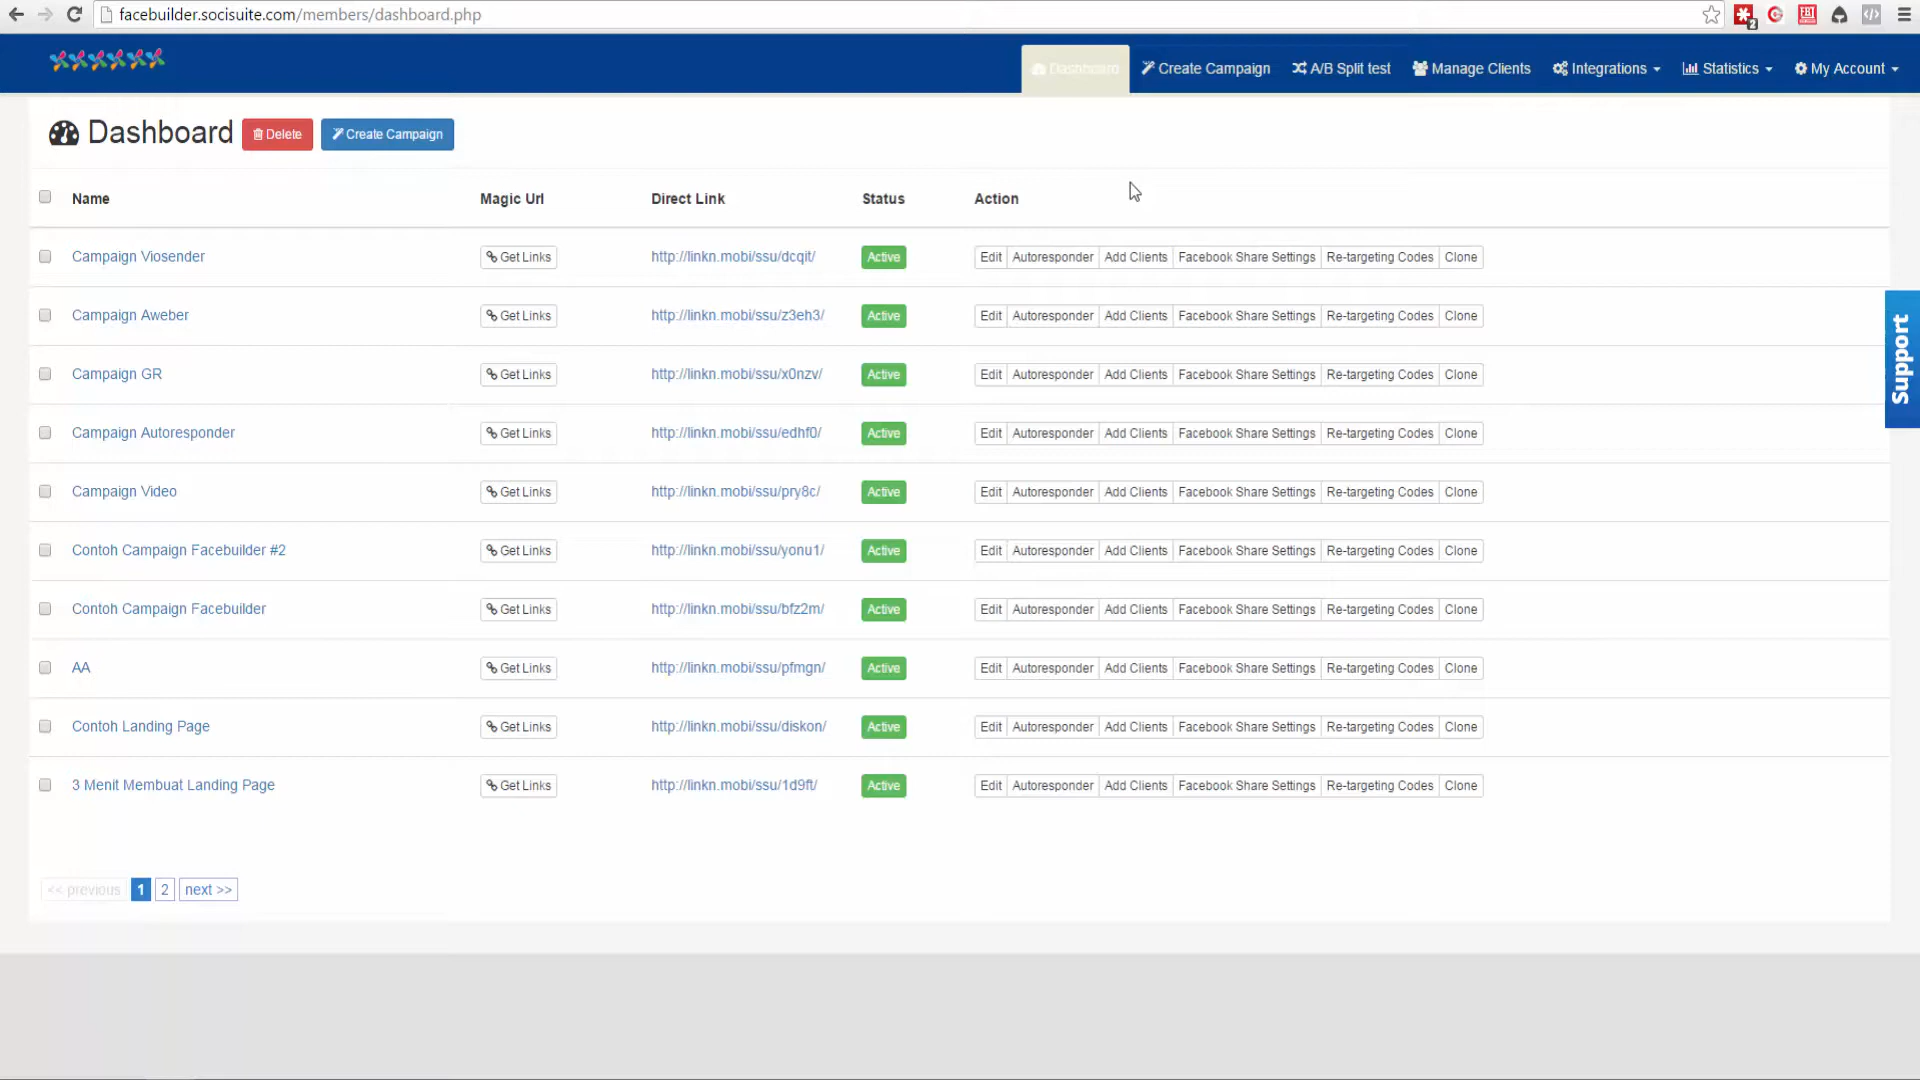 facebuilder.socisuite.com/members/dashboard.php
2
EBT
Dashboard Create Campaign A/B Split test Manage Clients Integrations Statistics My Account
Dashboard Delete Create Campaign
Name Magic Url Direct Link Status Action
Campaign Viosender Get Links http://linkn.mobi/ssu/dcqit/ Active Edit Autoresponder Add Clients Facebook Share Settings Re-targeting Codes Clone
Campaign Aweber Get Links http://linkn.mobi/ssu/z3eh3/ Active Edit Autoresponder Add Clients Facebook Share Settings Re-targeting Codes Clone
Campaign GR Get Links http://linkn.mobi/ssu/x0nzv/ Active Edit Autoresponder Add Clients Facebook Share Settings Re-targeting Codes Clone
Campaign Autoresponder Get Links http://linkn.mobi/ssu/edhf0/ Active Edit Autoresponder Add Clients Facebook Share Settings Re-targeting Codes Clone
Campaign Video Get Links http://linkn.mobi/ssu/pry8c/ Active Edit Autoresponder Add Clients Facebook Share Settings Re-targeting Codes Clone
Contoh Campaign Facebuilder #2 Get Links http://linkn.mobi/ssu/yonu1/ Active Edit Autoresponder Add Clients Facebook Share Settings Re-targeting Codes Clone
Contoh Campaign Facebuilder Get Links http://linkn.mobi/ssu/bfz2m/ Active Edit Autoresponder Add Clients Facebook Share Settings Re-targeting Codes Clone
AA Get Links http://linkn.mobi/ssu/pfmgn/ Active Edit Autoresponder Add Clients Facebook Share Settings Re-targeting Codes Clone
Contoh Landing Page Get Links http://linkn.mobi/ssu/diskon/ Active Edit Autoresponder Add Clients Facebook Share Settings Re-targeting Codes Clone
3 Menit Membuat Landing Page Get Links http://linkn.mobi/ssu/1d9ft/ Active Edit Autoresponder Add Clients Facebook Share Settings Re-targeting Codes Clone
<< previous 1 2 next >>
Support